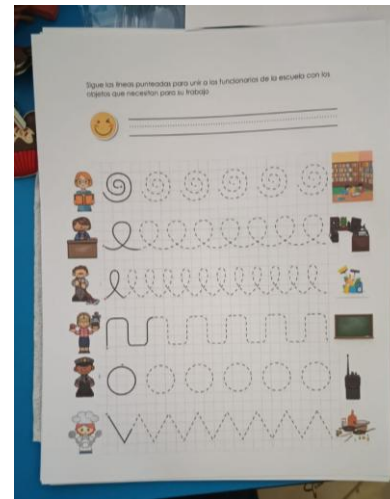 Sigue las líneas punteadas para unir a los funcionarios de la escuela con los
objetos que necesitan para su trabajo